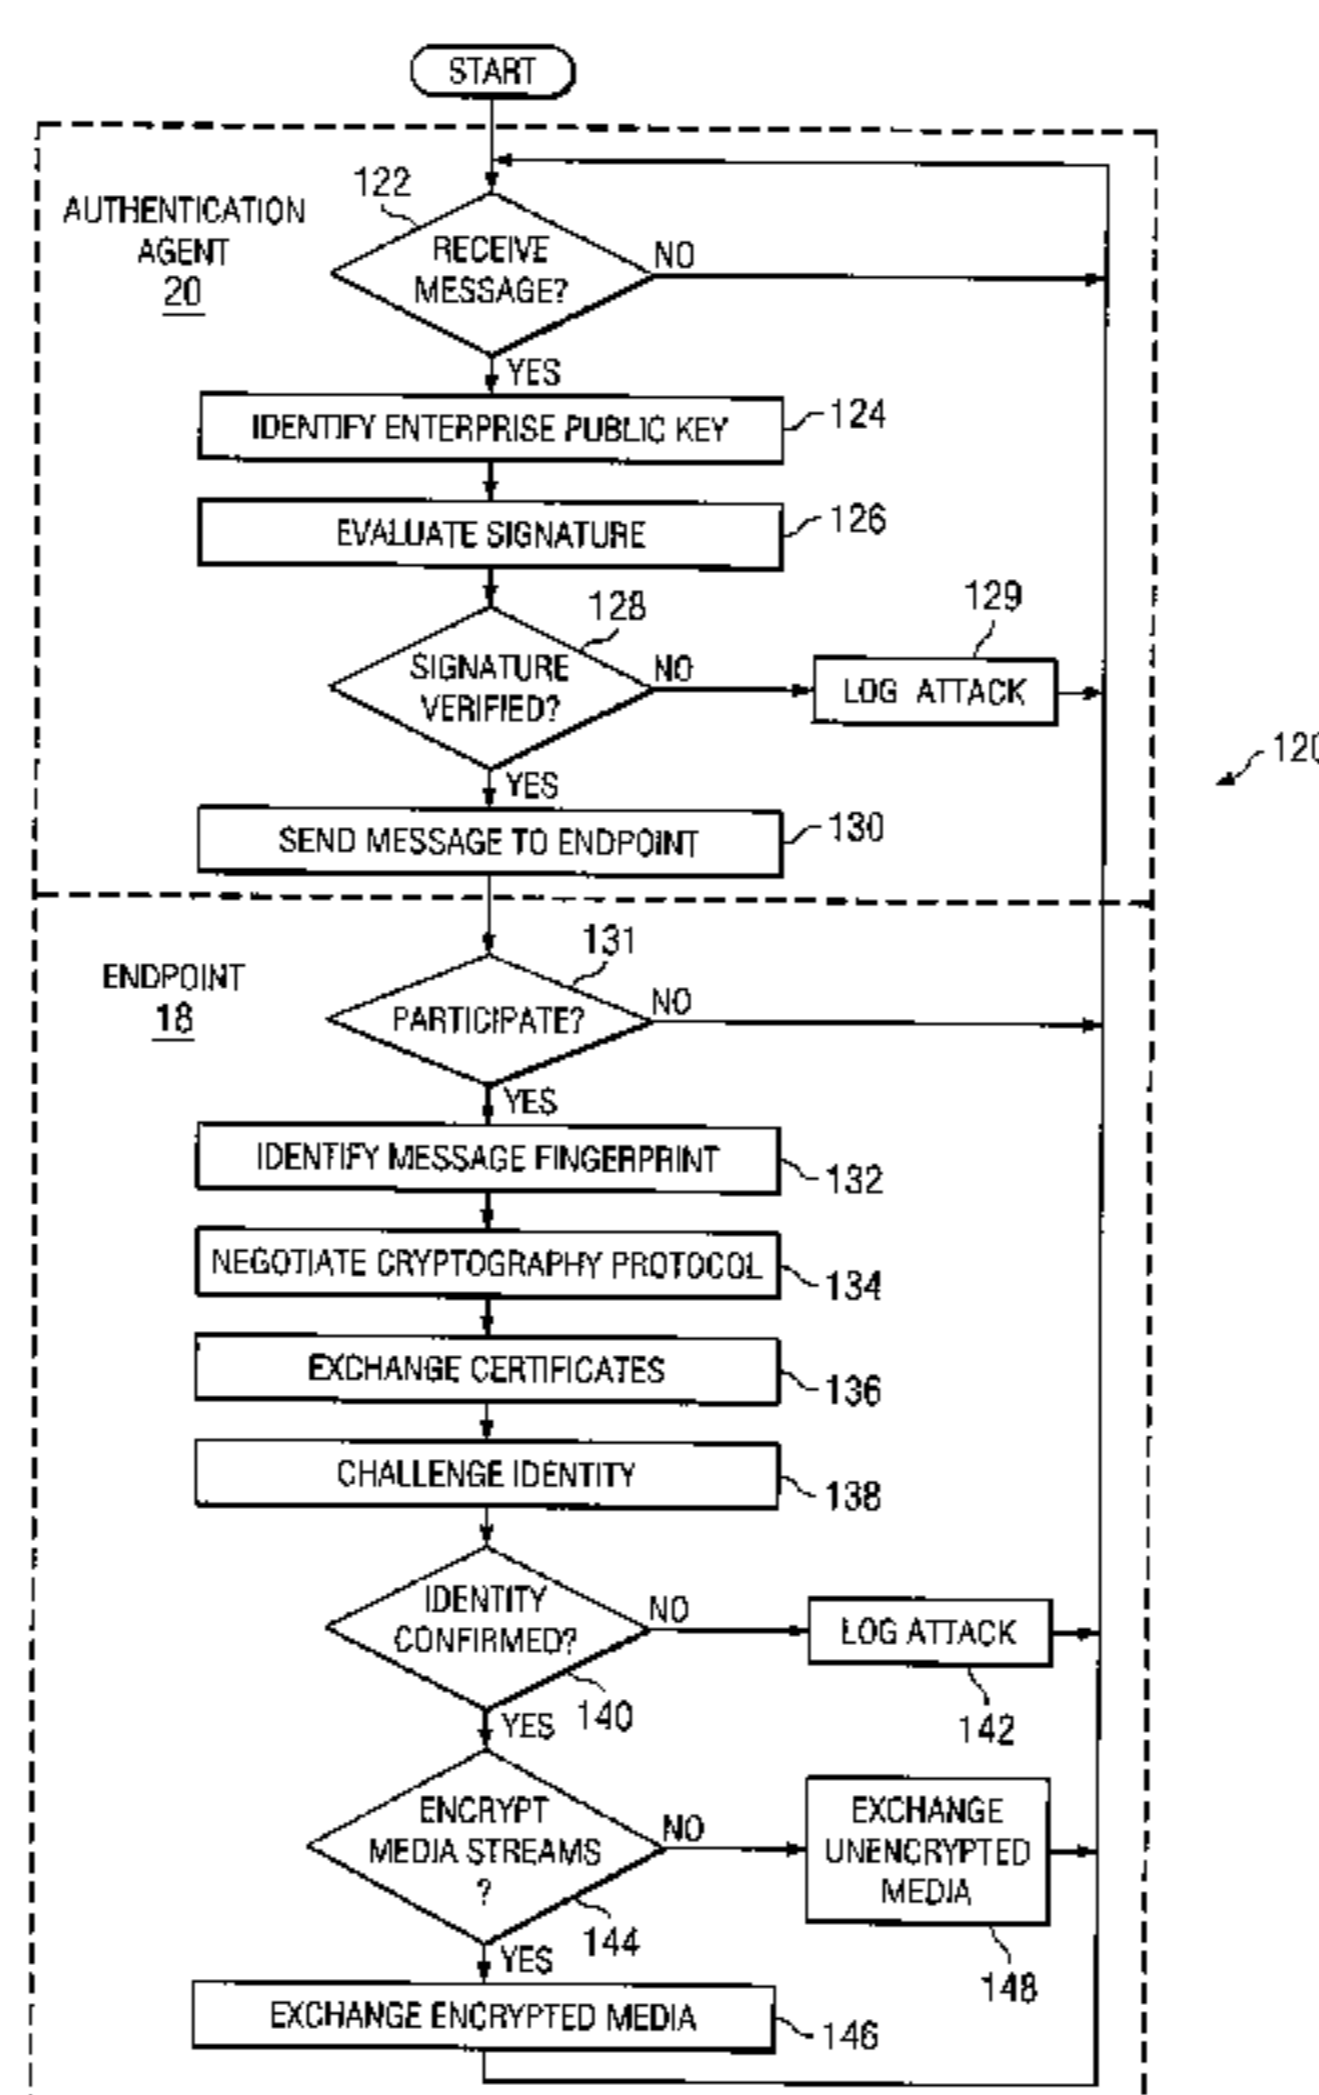 START
AUTHENTICATION
AGENT
20
122
RECEIVE
MESSAGE?
NO
YES
IDENTIFY ENTERPRISE PUBLIC KEY
124
EVALUATE SIGNATURE
126
128
SIGNATURE
VERIFIED?
NO
129
LOG ATTACK
YES
120
SEND MESSAGE TO ENDPOINT
130
ENDPOINT
18
131
PARTICIPATE?
NO
YES
IDENTIFY MESSAGE FINGERPRINT
132
NEGOTIATE CRYPTOGRAPHY PROTOCOL
134
EXCHANGE CERTIFICATES
136
CHALLENGE IDENTITY
138
IDENTITY
CONFIRMED?
NO
LOG ATTACK
140
142
YES
ENCRYPT
MEDIA STREAMS
?
NO
EXCHANGE
UNENCRYPTED
MEDIA
144
148
YES
EXCHANGE ENCRYPTED MEDIA
146